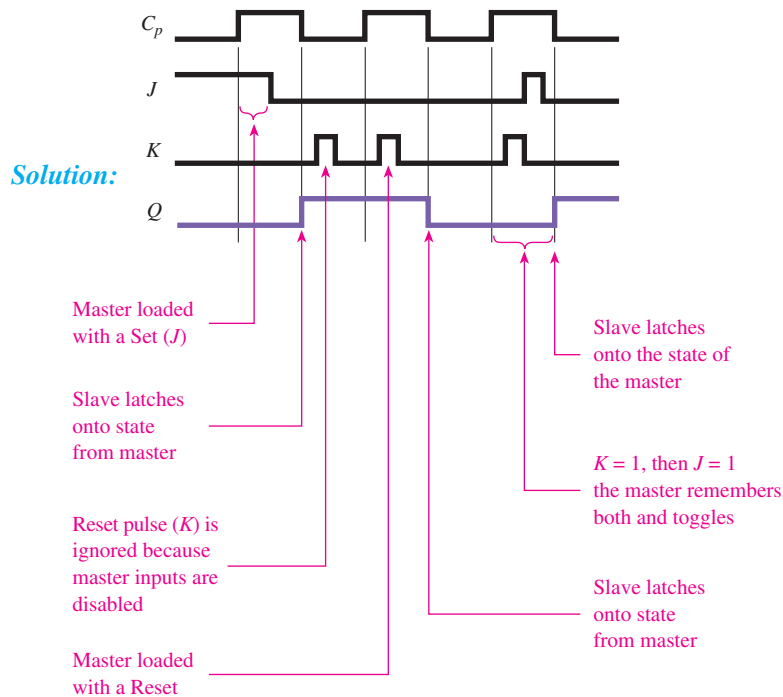 Cp
J
K
Solution:
Q
Master loaded
with a Set (J)
Slave latches
onto the state of
the master
Slave latches
onto state
from master
K = 1, then J = 1
the master remembers
both and toggles
Reset pulse (K) is
ignored because
master inputs are
disabled
Slave latches
onto state
from master
Master loaded
with a Reset